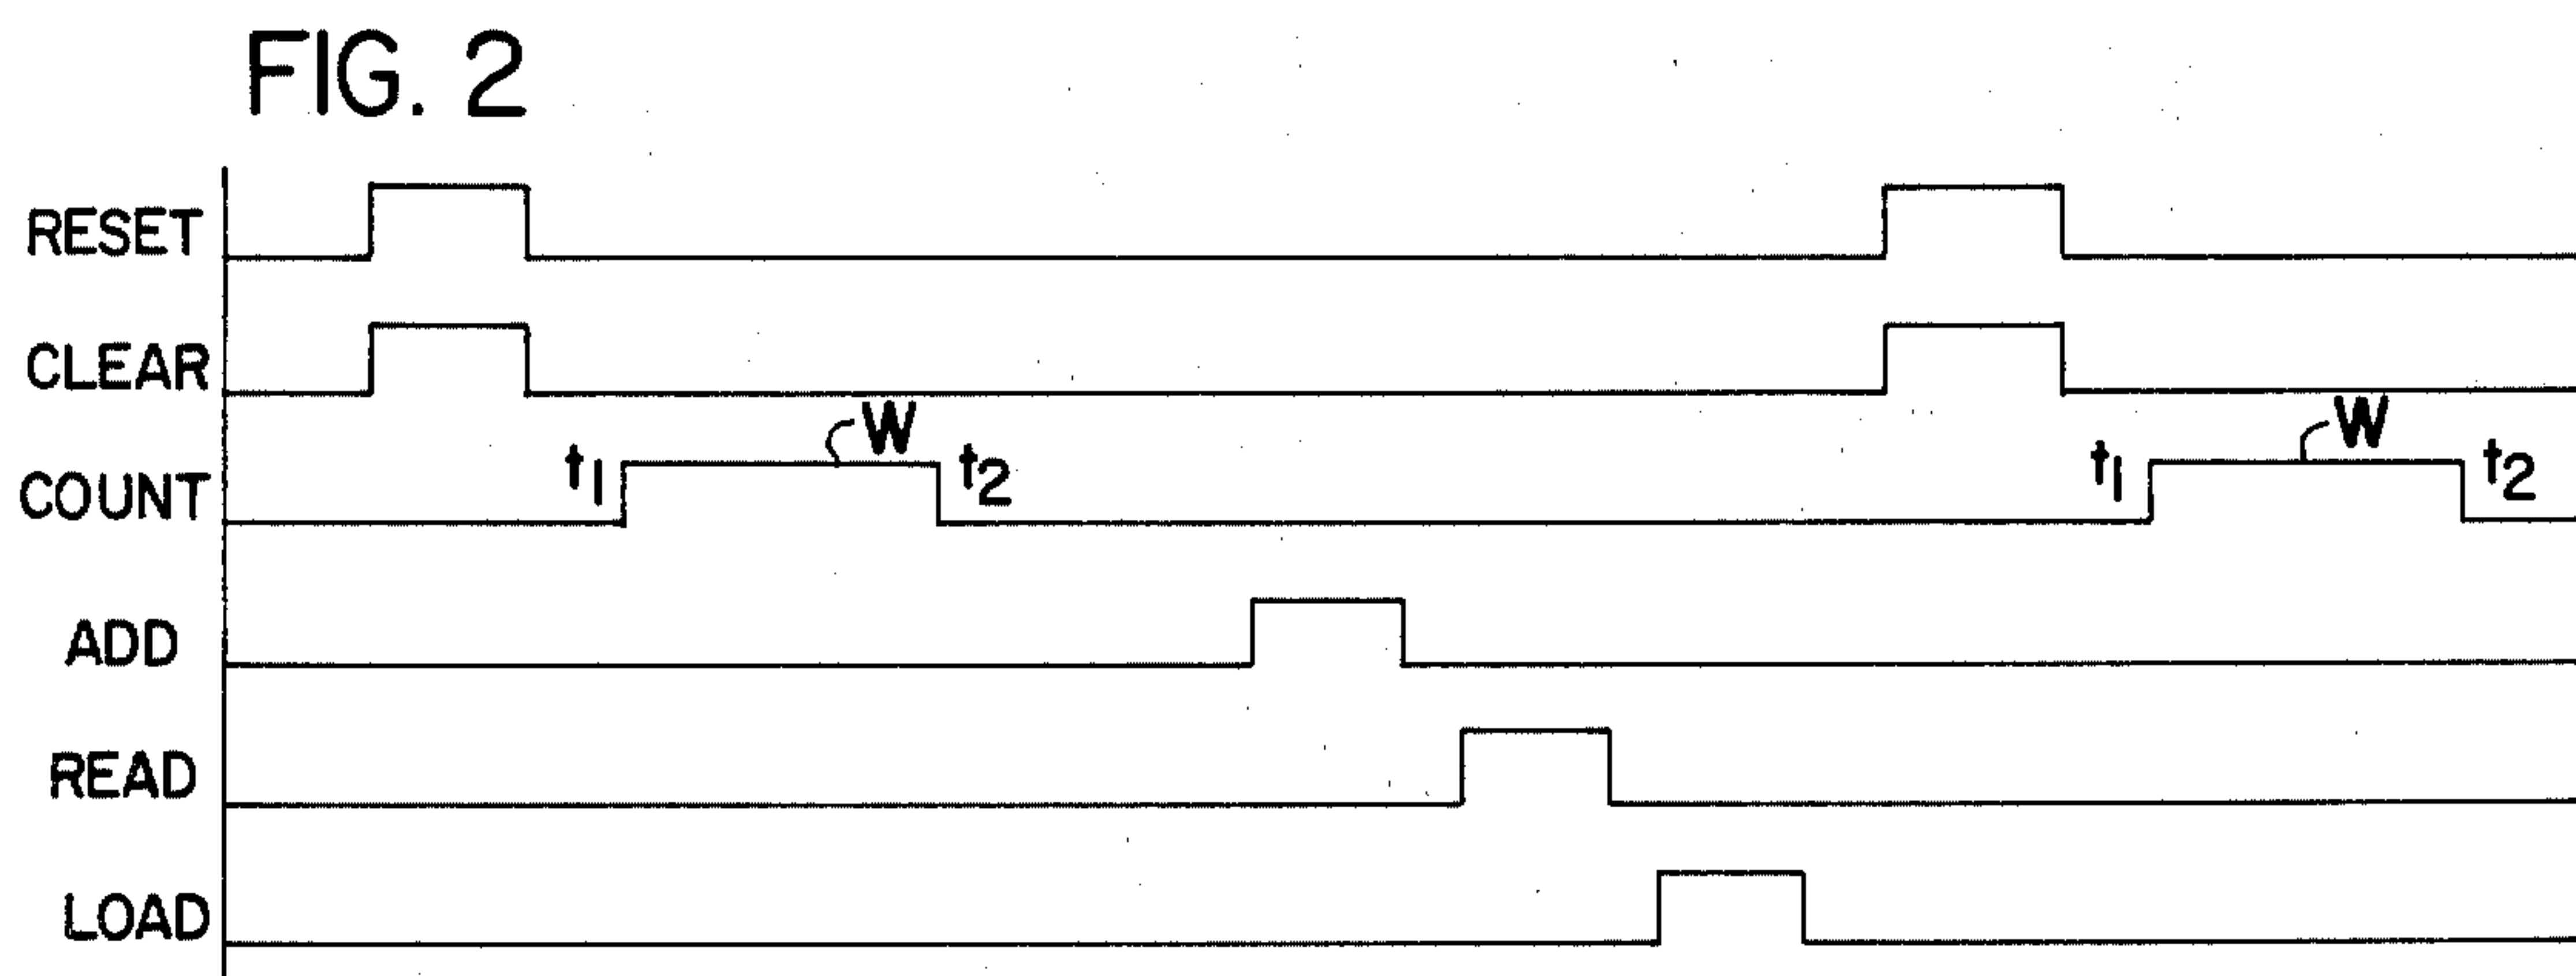 FIG. 2
RESET
CLEAR
W W
COUNT t1 t2 t1 t2
ADD
READ
LOAD